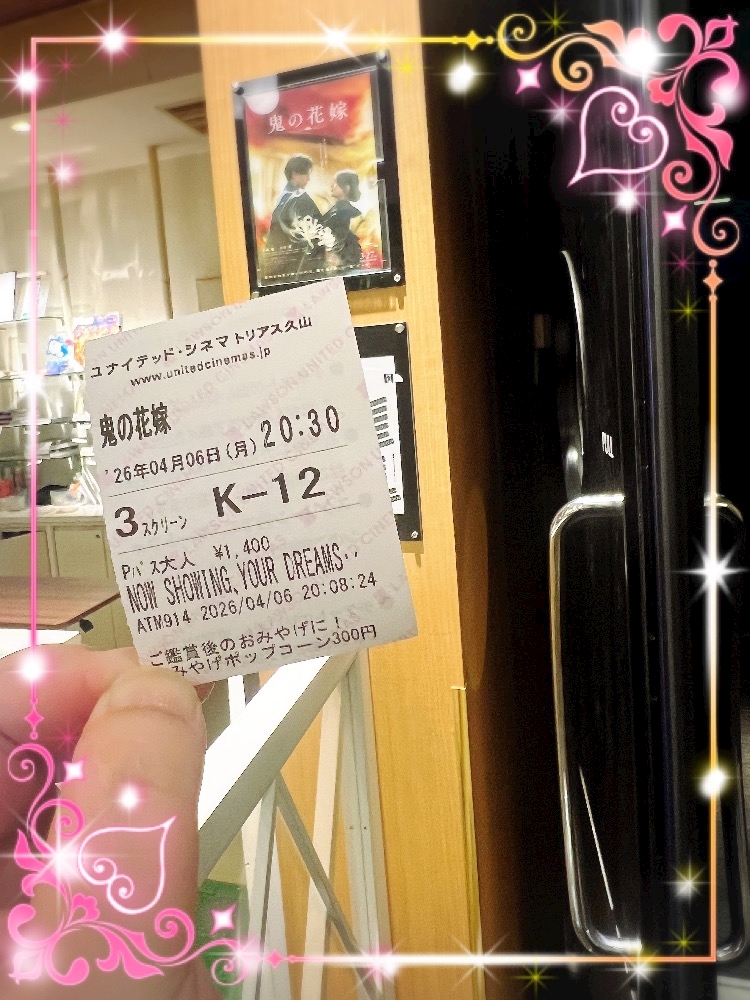 鬼の花嫁
ユナイテッド・シネマ トリアス久山
www.unitedcinemas.jp
鬼の花嫁
'26年04月06日(月) 20:30
3スクリーン K-12
Pパス大人 ¥1,400
NOW SHOWING、YOUR DREAMS・・
ATM914 2026/04/06 20:08:24
ご鑑賞後のおみやげに！
みやげポップコーン300円
PULL